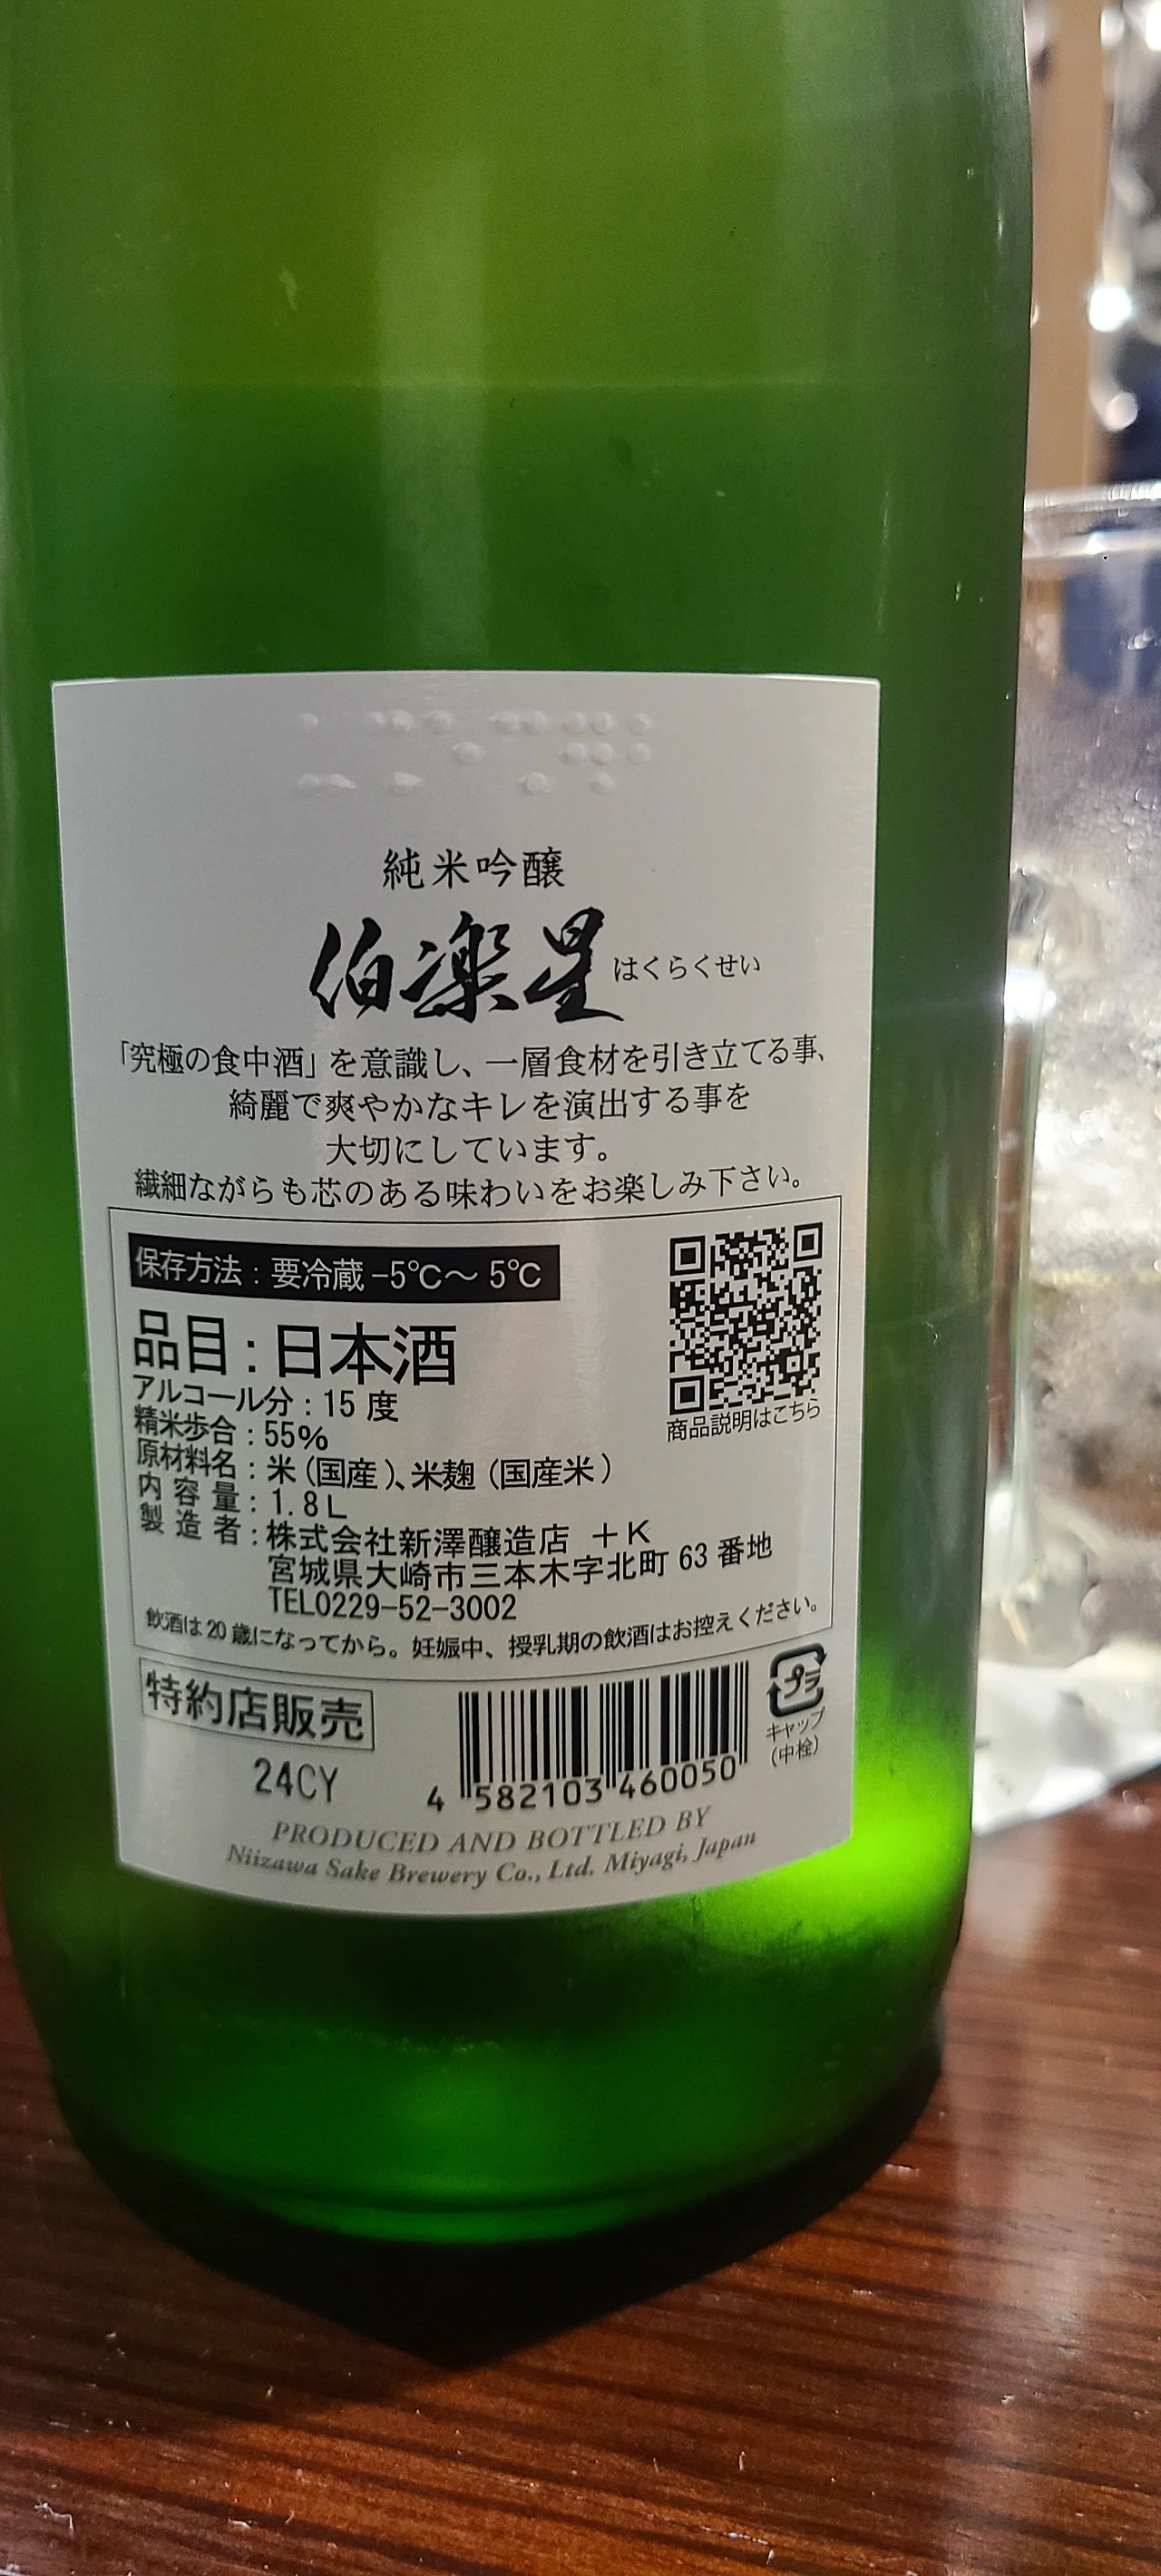 純米吟醸
伯楽星 はくらくせい
「究極の食中酒」を意識し、一層食材を引き立てる事、
綺麗で爽やかなキレを演出する事を
大切にしています。
繊細ながらも芯のある味わいをお楽しみ下さい。
保存方法：要冷蔵 −5℃～ 5℃
品目：日本酒
アルコール分：15 度
精米歩合：55%
原材料名：米（国産）、米麹（国産米）
内 容 量：1.8L
製 造 者：株式会社新澤醸造店 ＋K
宮城県大崎市三本木字北町 63 番地
TEL0229−52−3002
商品説明はこちら
飲酒は 20 歳になってから。妊娠中、授乳期の飲酒はお控えください。
特約店販売
24CY
4 582103 460050
プラ
キャップ
（中栓）
PRODUCED AND BOTTLED BY
Niizawa Sake Brewery Co., Ltd. Miyagi, Japan